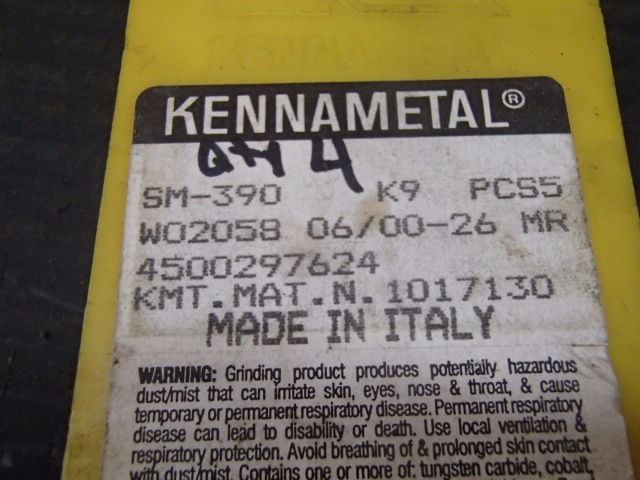 KENNAMETAL®
Qty 4
SM-390 K9 PCS5
W02058 06/00-26 MR
4500297624
KMT.MAT.N. 1017130
MADE IN ITALY
WARNING: Grinding product produces potentially hazardous
dust/mist that can irritate skin, eyes, nose & throat, & cause
temporary or permanent respiratory disease. Permanent respiratory
disease can lead to disability or death. Use local ventilation &
respiratory protection. Avoid breathing of & prolonged skin contact
with dust/mist. Contains one or more of: tungsten carbide, cobalt,